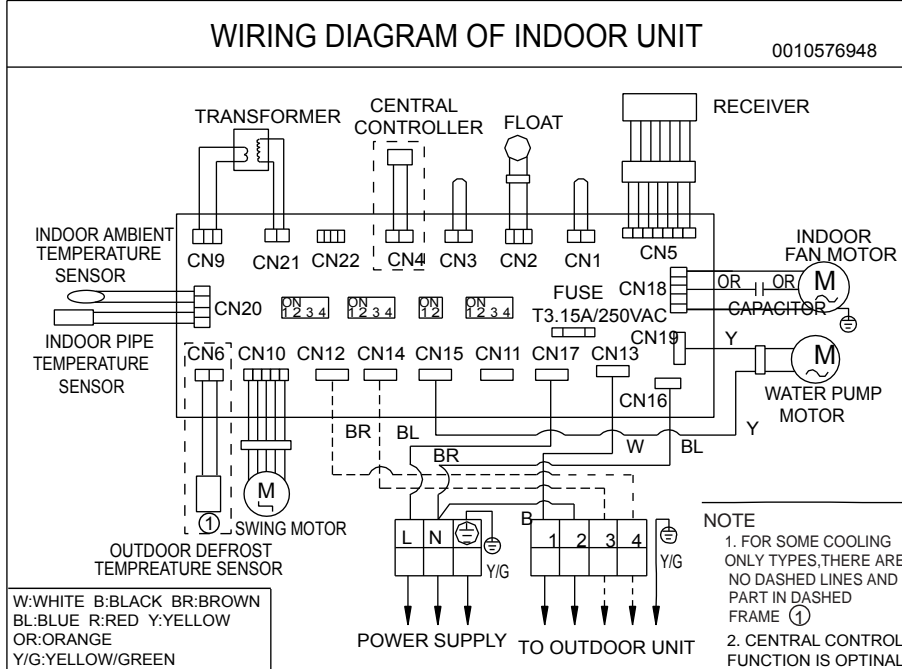 WIRING DIAGRAM OF INDOOR UNIT
0010576948
TRANSFORMER
CENTRAL
CONTROLLER
FLOAT
RECEIVER
INDOOR AMBIENT
TEMPERATURE
SENSOR
CN9
CN21
CN22
CN4
CN3
CN2
CN1
CN5
INDOOR
FAN MOTOR
M
CN20
ON
1 2 3 4
ON
1 2 3 4
ON
1 2
ON
1 2 3 4
FUSE
T3.15A/250VAC
CN18
OR
OR
CAPACITOR
INDOOR PIPE
TEMPERATURE
SENSOR
CN6
CN10
CN12
CN14
CN15
CN11
CN17
CN13
CN19
Y
M
WATER PUMP
MOTOR
CN16
BR
BL
BR
W
BL
Y
M
1
SWING MOTOR
OUTDOOR DEFROST
TEMPREATURE SENSOR
L
N
Y/G
B
1
2
3
4
Y/G
POWER SUPPLY
TO OUTDOOR UNIT
W:WHITE B:BLACK BR:BROWN
BL:BLUE R:RED Y:YELLOW
OR:ORANGE
Y/G:YELLOW/GREEN
NOTE
1. FOR SOME COOLING
ONLY TYPES,THERE ARE
NO DASHED LINES AND
PART IN DASHED
FRAME 1
2. CENTRAL CONTROL
FUNCTION IS OPTINAL